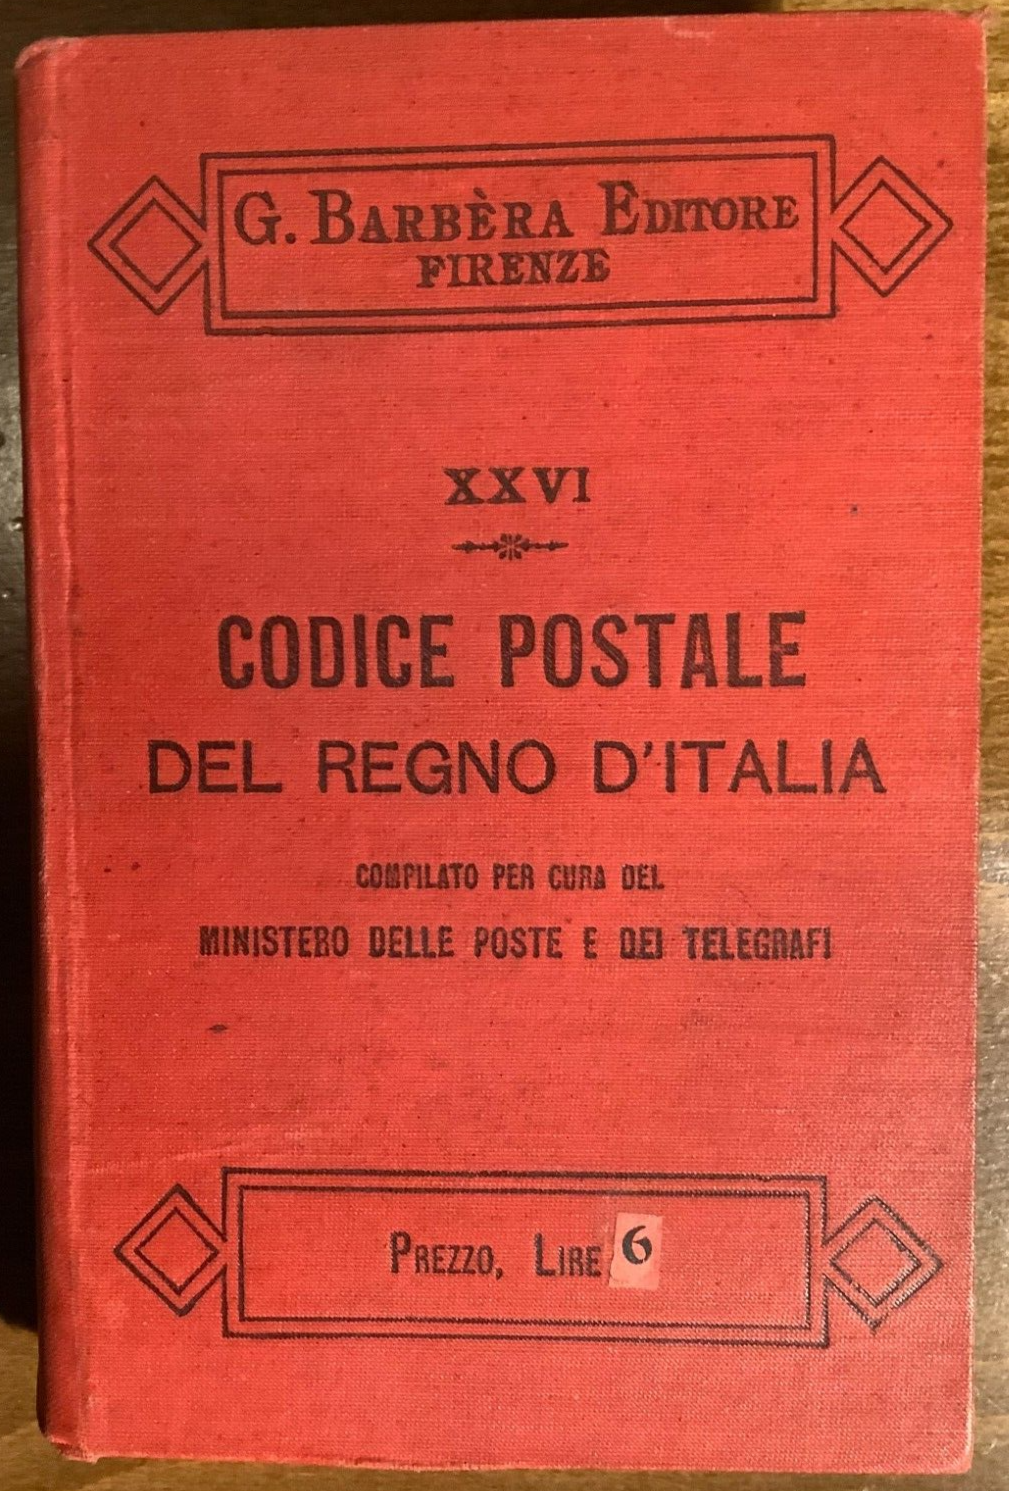 G. BARBÈRA EDITORE
FIRENZE
XXVI
CODICE POSTALE
DEL REGNO D'ITALIA
COMPILATO PER CURA DEL
MINISTERO DELLE POSTE E DEI TELEGRAFI
PREZZO, LIRE 6